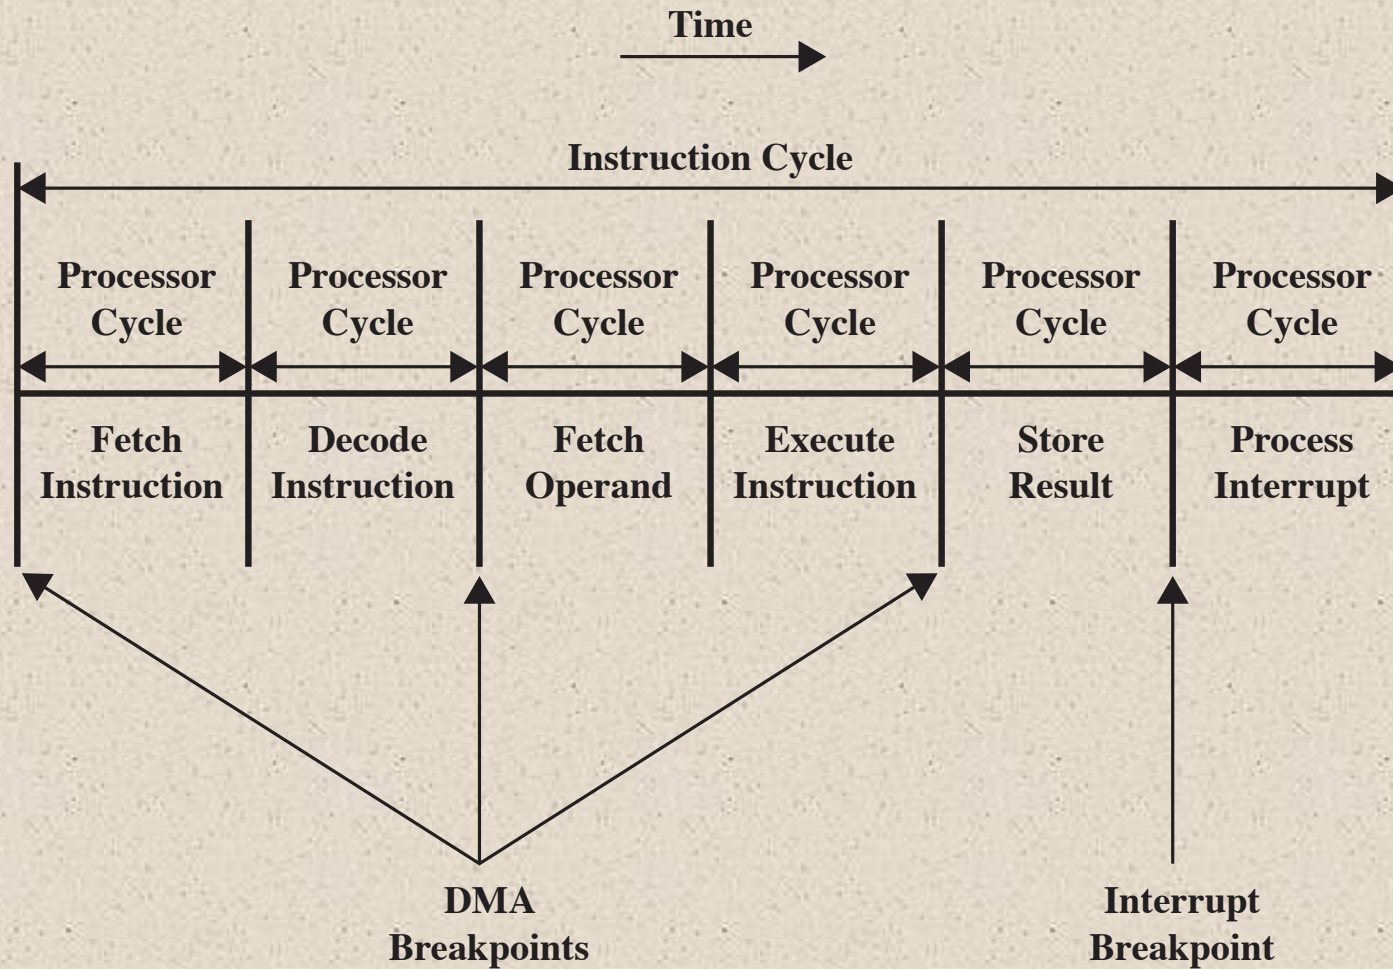 Time
Instruction Cycle
Processor
Cycle
Processor
Cycle
Processor
Cycle
Processor
Cycle
Processor
Cycle
Processor
Cycle
Fetch
Instruction
Decode
Instruction
Fetch
Operand
Execute
Instruction
Store
Result
Process
Interrupt
DMA
Breakpoints
Interrupt
Breakpoint